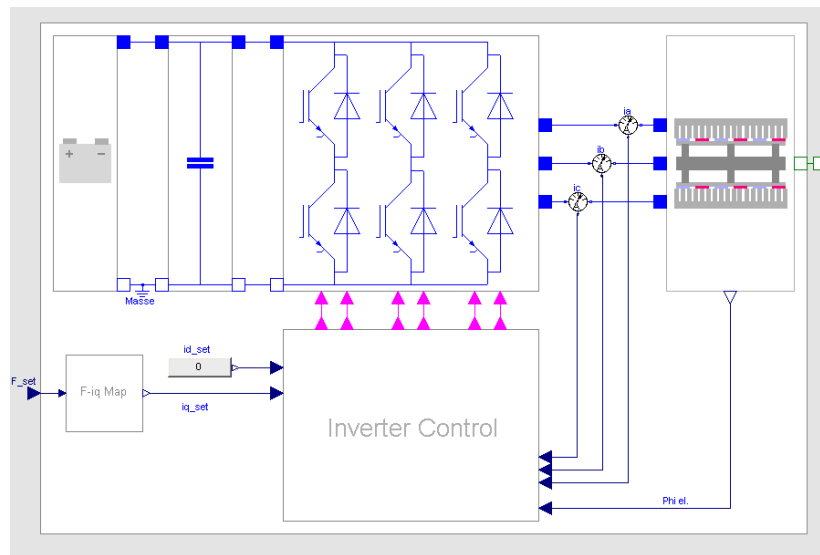 ia
ib
ic
+ −
Masse
id_set
0
F_set
F-iq Map
iq_set
Inverter Control
Phi el.